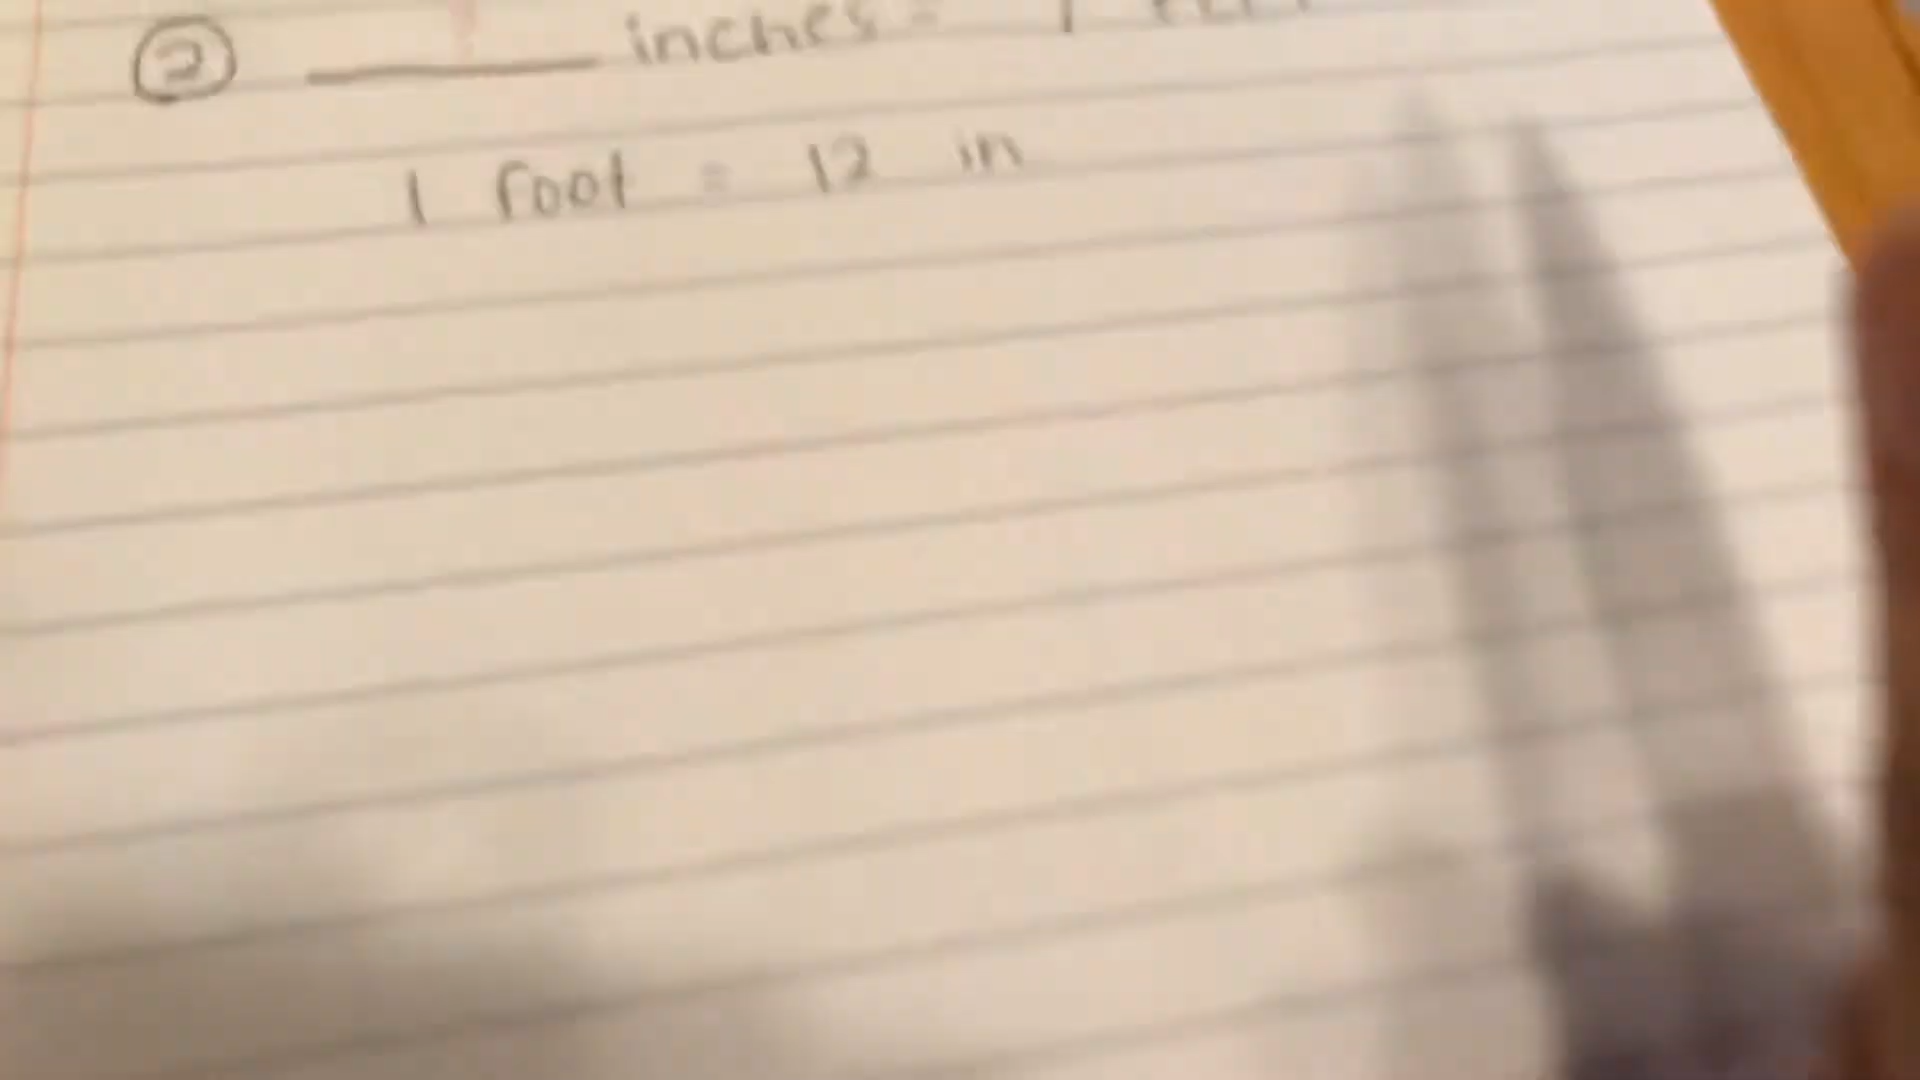 ② ______ inches =
1 foot = 12 in